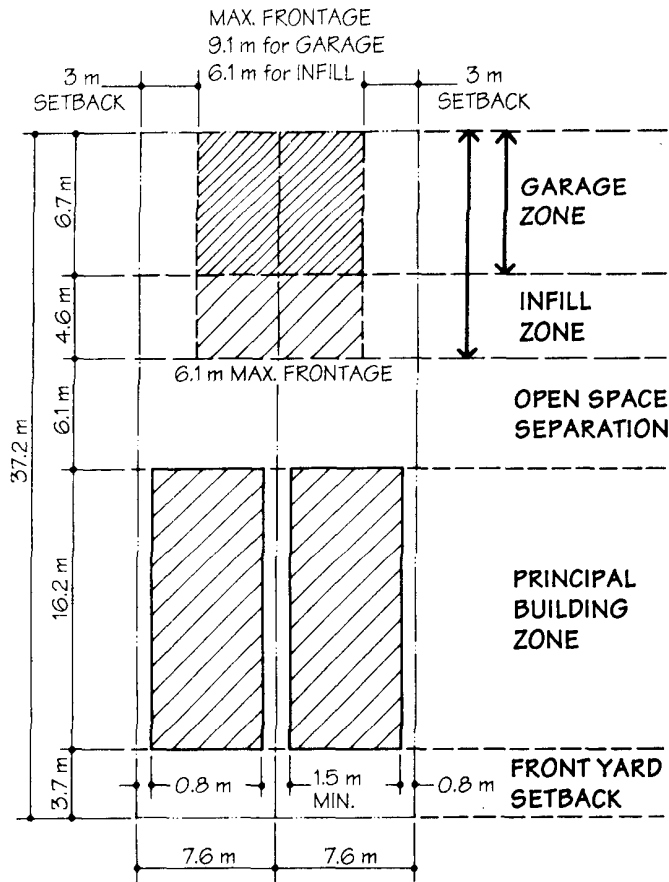 MAX. FRONTAGE
9.1 m for GARAGE
6.1 m for INFILL
3 m
SETBACK
3 m
SETBACK
6.7 m
GARAGE
ZONE
4.6 m
INFILL
ZONE
6.1 m MAX. FRONTAGE
6.1 m
OPEN SPACE
SEPARATION
37.2 m
16.2 m
PRINCIPAL
BUILDING
ZONE
3.7 m
0.8 m
1.5 m
MIN.
0.8 m
FRONT YARD
SETBACK
7.6 m
7.6 m